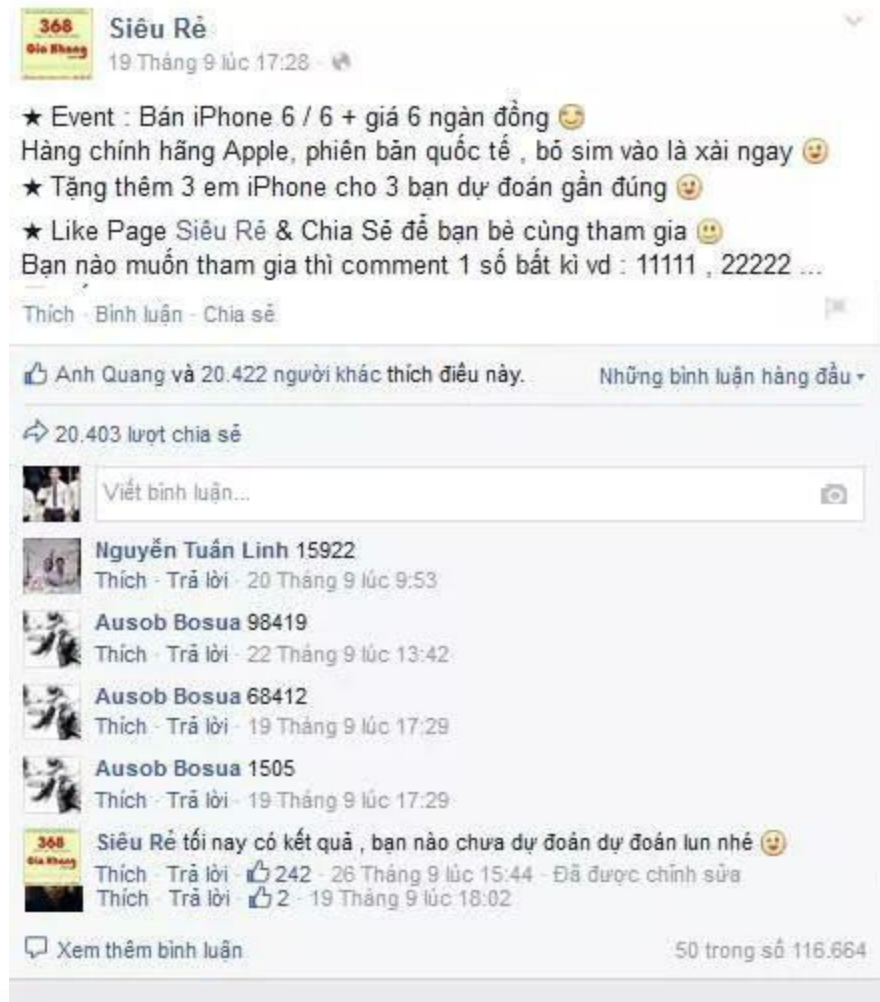 368
Gia Khang
Siêu Rẻ
19 Tháng 9 lúc 17:28 ·
★ Event : Bán iPhone 6 / 6 + giá 6 ngàn đồng
Hàng chính hãng Apple, phiên bản quốc tế , bỏ sim vào là xài ngay
★ Tặng thêm 3 em iPhone cho 3 bạn dự đoán gần đúng
★ Like Page Siêu Rẻ & Chia Sẻ để bạn bè cùng tham gia
Bạn nào muốn tham gia thì comment 1 số bất kì vd : 11111 , 22222 ...
Thích · Bình luận · Chia sẻ
Anh Quang và 20.422 người khác thích điều này.
Những bình luận hàng đầu
20.403 lượt chia sẻ
Viết bình luận...
Nguyễn Tuấn Linh 15922
Thích · Trả lời · 20 Tháng 9 lúc 9:53
Ausob Bosua 98419
Thích · Trả lời · 22 Tháng 9 lúc 13:42
Ausob Bosua 68412
Thích · Trả lời · 19 Tháng 9 lúc 17:29
Ausob Bosua 1505
Thích · Trả lời · 19 Tháng 9 lúc 17:29
368
Gia Khang
Siêu Rẻ tối nay có kết quả , bạn nào chưa dự đoán dự đoán lun nhé
Thích · Trả lời · 242 · 26 Tháng 9 lúc 15:44 · Đã được chỉnh sửa
Thích · Trả lời · 2 · 19 Tháng 9 lúc 18:02
Xem thêm bình luận
50 trong số 116.664